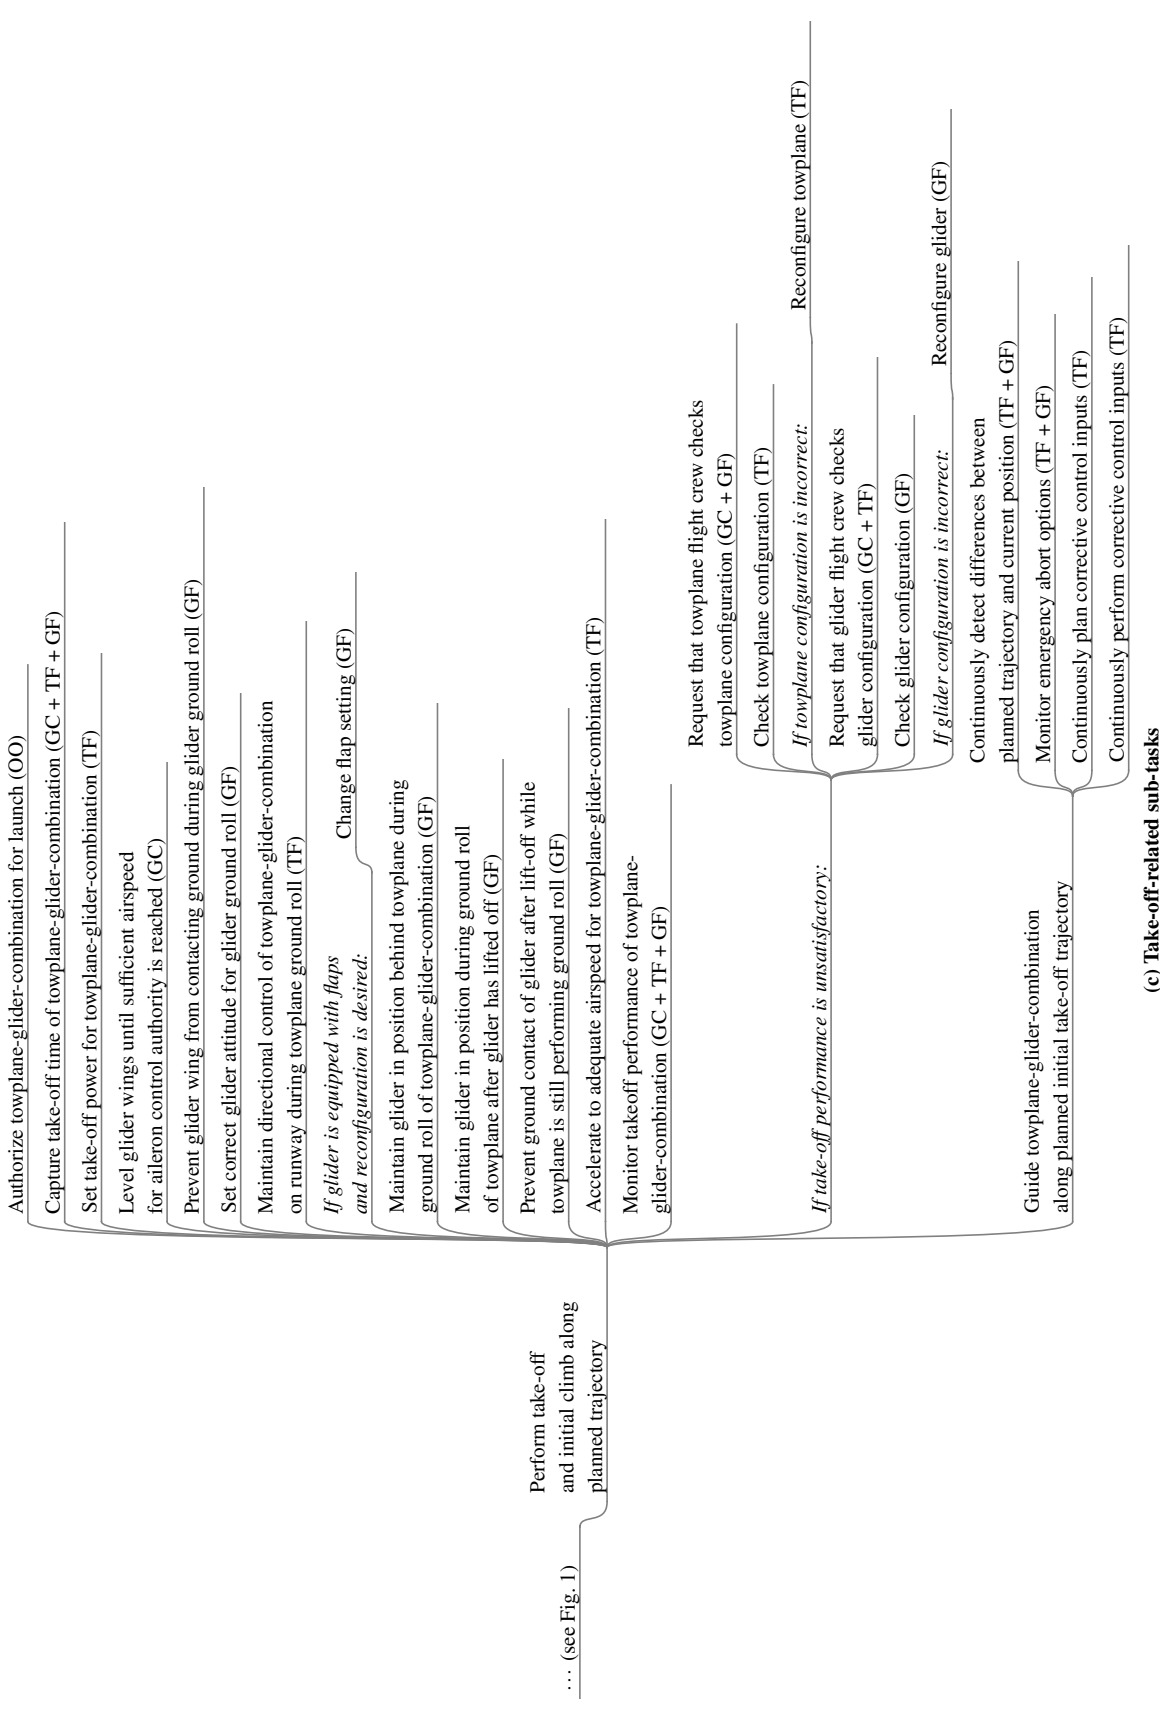 … (see Fig. 1)
Perform take-off
and initial climb along
planned trajectory
Authorize towplane-glider-combination for launch (OO)
Capture take-off time of towplane-glider-combination (GC + TF + GF)
Set take-off power for towplane-glider-combination (TF)
Level glider wings until sufficient airspeed
for aileron control authority is reached (GC)
Prevent glider wing from contacting ground during glider ground roll (GF)
Set correct glider attitude for glider ground roll (GF)
Maintain directional control of towplane-glider-combination
on runway during towplane ground roll (TF)
If glider is equipped with flaps
and reconfiguration is desired:
Change flap setting (GF)
Maintain glider in position behind towplane during
ground roll of towplane-glider-combination (GF)
Maintain glider in position during ground roll
of towplane after glider has lifted off (GF)
Prevent ground contact of glider after lift-off while
towplane is still performing ground roll (GF)
Accelerate to adequate airspeed for towplane-glider-combination (TF)
Monitor takeoff performance of towplane-
glider-combination (GC + TF + GF)
If take-off performance is unsatisfactory:
Request that towplane flight crew checks
towplane configuration (GC + GF)
Check towplane configuration (TF)
If towplane configuration is incorrect:
Reconfigure towplane (TF)
Request that glider flight crew checks
glider configuration (GC + TF)
Check glider configuration (GF)
If glider configuration is incorrect:
Reconfigure glider (GF)
Guide towplane-glider-combination
along planned initial take-off trajectory
Continuously detect differences between
planned trajectory and current position (TF + GF)
Monitor emergency abort options (TF + GF)
Continuously plan corrective control inputs (TF)
Continuously perform corrective control inputs (TF)
(c) Take-off-related sub-tasks